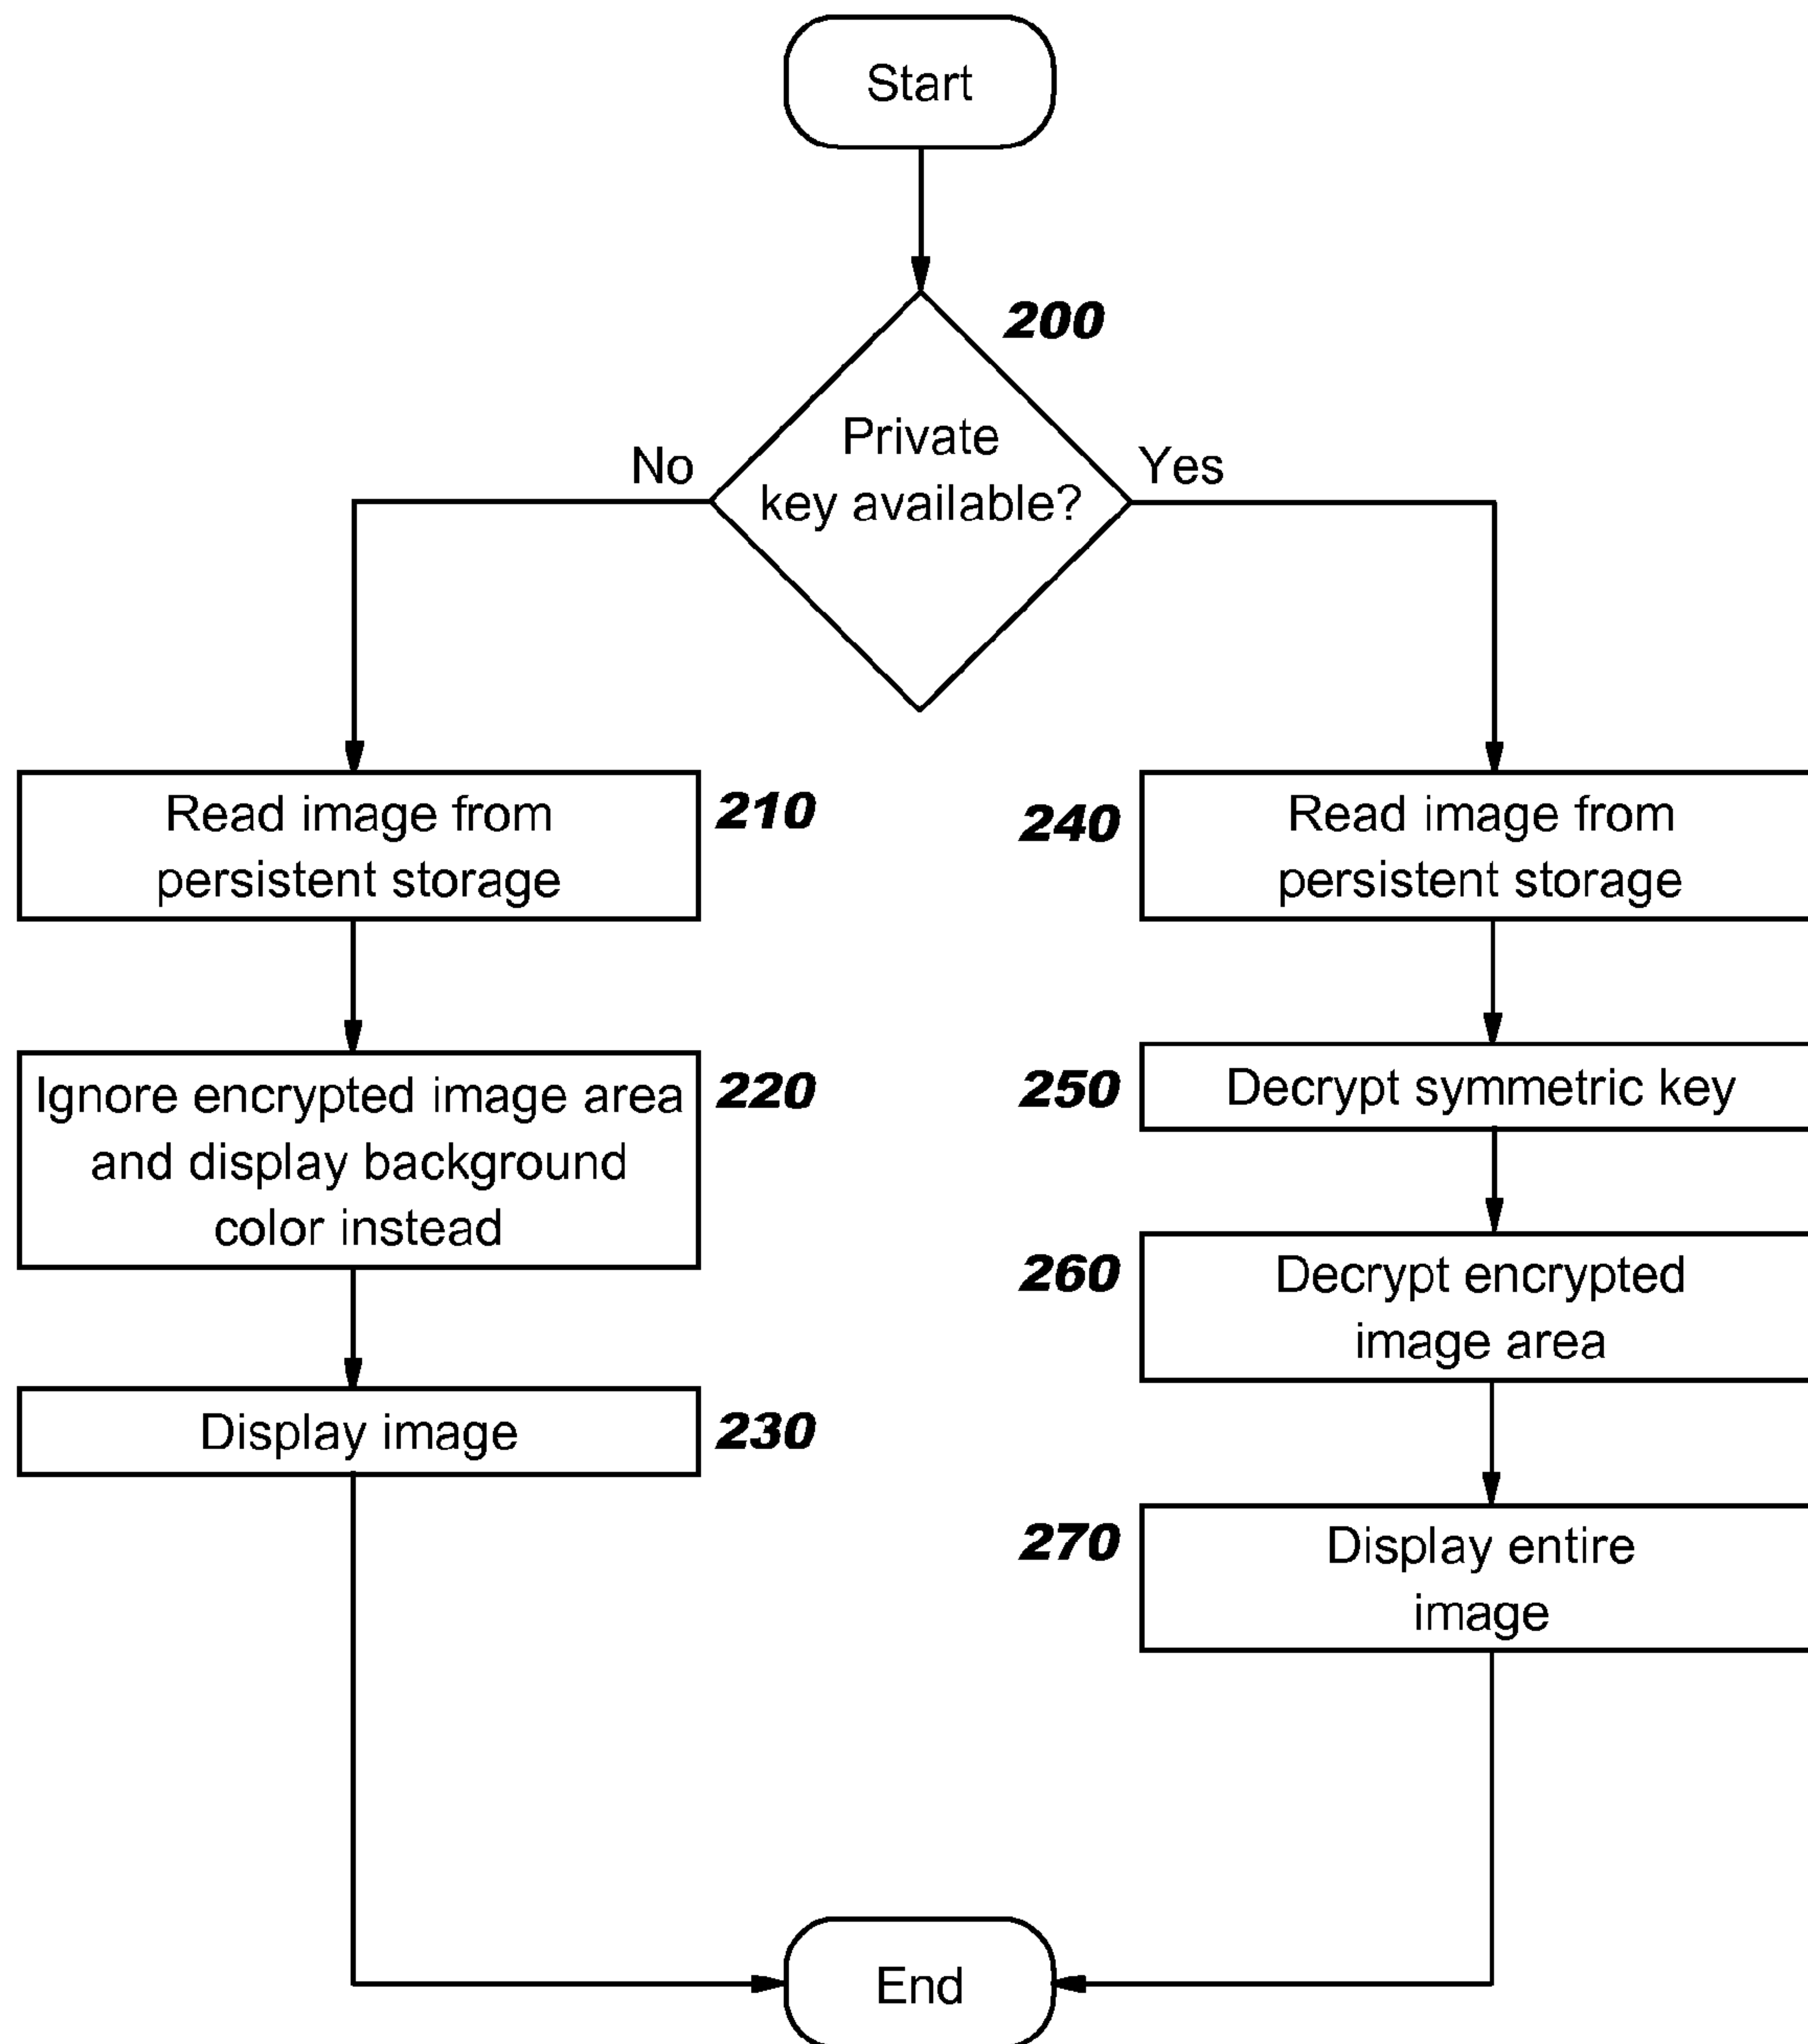 Start
200
Private
key available?
No
Yes
Read image from
persistent storage
210
240
Read image from
persistent storage
Ignore encrypted image area
and display background
color instead
220
250
Decrypt symmetric key
260
Decrypt encrypted
image area
Display image
230
270
Display entire
image
End